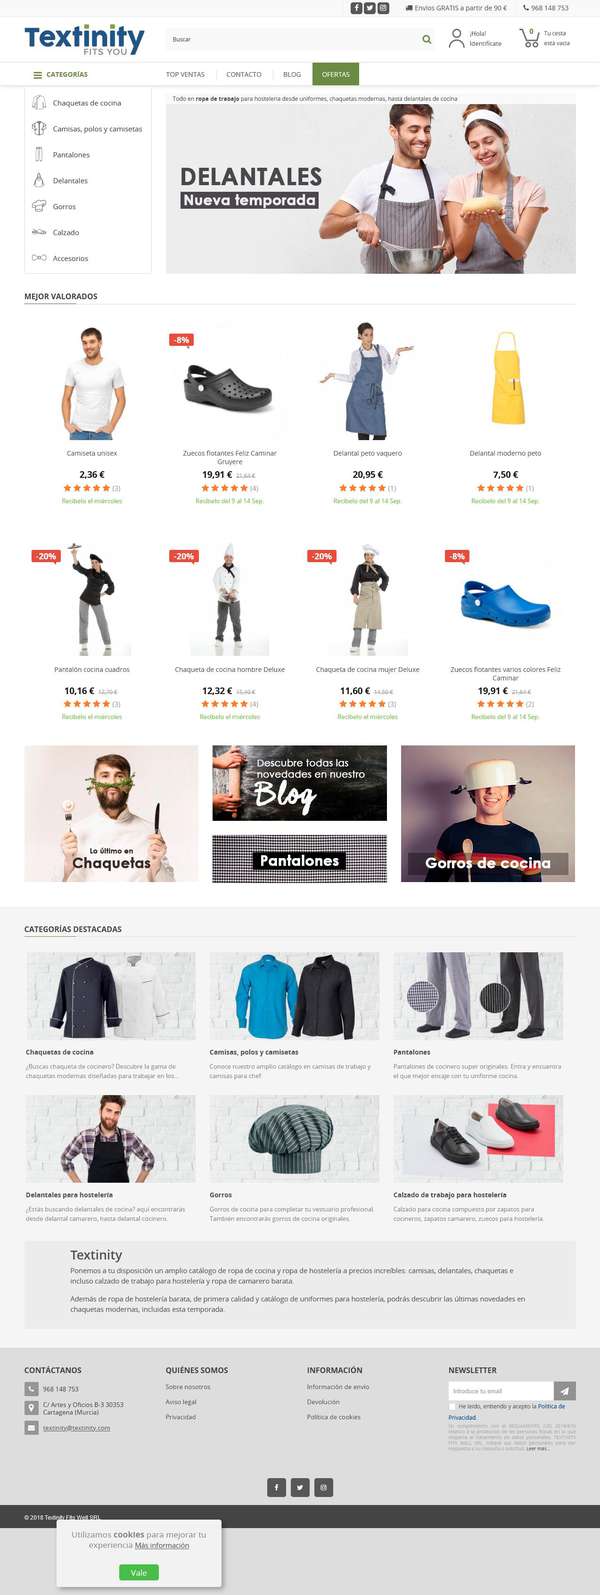 Envíos GRATIS a partir de 90 €
968 148 753
Textinity
FITS YOU
Buscar
¡Hola!
Identifícate
0
Tu cesta
está vacía
CATEGORÍAS
TOP VENTAS
CONTACTO
BLOG
OFERTAS
Chaquetas de cocina
Camisas, polos y camisetas
Pantalones
Delantales
Gorros
Calzado
Accesorios
Todo en ropa de trabajo para hostelería desde uniformes, chaquetas modernas, hasta delantales de cocina
DELANTALES
Nueva temporada
MEJOR VALORADOS
-8%
Camiseta unisex
Zuecos flotantes Feliz Caminar
Gruyere
Delantal peto vaquero
Delantal moderno peto
2,36 €
19,91 € 21,64 €
20,95 €
7,50 €
(3)
(4)
(1)
(1)
Recíbelo el miércoles
Recíbelo del 9 al 14 Sep.
Recíbelo del 9 al 14 Sep.
Recíbelo del 9 al 14 Sep.
-20%
-20%
-20%
-8%
Pantalón cocina cuadros
Chaqueta de cocina hombre Deluxe
Chaqueta de cocina mujer Deluxe
Zuecos flotantes varios colores Feliz
Caminar
10,16 € 12,70 €
12,32 €
11,60 € 14,50 €
19,91 € 21,64 €
(3)
(4)
(3)
(2)
Recíbelo el miércoles
Recíbelo el miércoles
Recíbelo el miércoles
Recíbelo del 9 al 14 Sep.
Lo último en
Chaquetas
Descubre todas las
novedades en nuestro
Blog
Pantalones
Gorros de cocina
CATEGORÍAS DESTACADAS
Chaquetas de cocina
¿Buscas chaqueta de cocinero? Descubre la gama de
chaquetas modernas diseñadas para trabajar en los...
Camisas, polos y camisetas
Conoce nuestro amplio catálogo en camisas de trabajo y
camisas para chef.
Pantalones
Pantalones de cocinero super originales. Entra y encuentra
el que mejor encaje con tu uniforme cocina.
Delantales para hostelería
¿Estás buscando delantales de cocina? aquí encontrarás
desde delantal camarero, hasta delantal cocinero.
Gorros
Gorros de cocina para completar tu vestuario profesional.
También encontrarás gorros de cocina originales.
Calzado de trabajo para hostelería
Calzado para cocina compuesto por zapatos para
cocineros, zapatos camarero, zuecos para hostelería.
Textinity
Ponemos a tu disposición un amplio catálogo de ropa de cocina y ropa de hostelería a precios increíbles: camisas, delantales, chaquetas e
incluso calzado de trabajo para hostelería y ropa de camarero barata.
Además de ropa de hostelería barata, de primera calidad y catálogo de uniformes para hostelería, podrás descubrir las últimas novedades en
chaquetas modernas, incluidas esta temporada.
CONTÁCTANOS
968 148 753
C/ Artes y Oficios B-3 30353
Cartagena (Murcia)
textinity@textinity.com
QUIÉNES SOMOS
Sobre nosotros
Aviso legal
Privacidad
INFORMACIÓN
Información de envío
Devolución
Política de cookies
NEWSLETTER
Introduce tu email
He leído, entiendo y acepto la Política de
Privacidad
Leer más...
© 2018 Textinity Fits Well SRL
Utilizamos cookies para mejorar tu
experiencia Más información
Vale